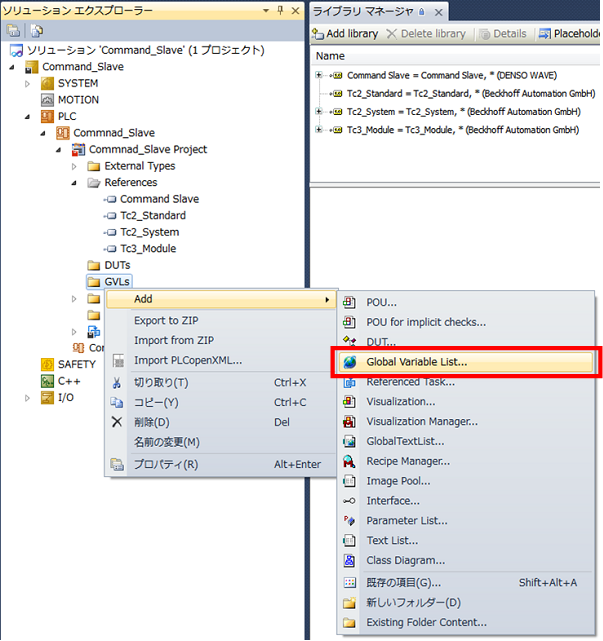 ソリューション エクスプローラー
ソリューション 'Command_Slave' (1 プロジェクト)
Command_Slave
SYSTEM
MOTION
PLC
Commnad_Slave
Commnad_Slave Project
External Types
References
Command Slave
Tc2_Standard
Tc2_System
Tc3_Module
DUTs
GVLs
Co
SAFETY
C++
I/O
ライブラリ マネージャ
Add library
Delete library
Details
Placehold
Name
Command Slave = Command Slave, * (DENSO WAVE)
Tc2_Standard = Tc2_Standard, * (Beckhoff Automation GmbH)
Tc2_System = Tc2_System, * (Beckhoff Automation GmbH)
Tc3_Module = Tc3_Module, * (Beckhoff Automation GmbH)
Add
Export to ZIP
Import from ZIP
Import PLCopenXML...
切り取り(T) Ctrl+X
コピー(Y) Ctrl+C
削除(D) Del
名前の変更(M)
プロパティ(R) Alt+Enter
POU...
POU for implicit checks...
DUT...
Global Variable List...
Referenced Task...
Visualization...
Visualization Manager...
GlobalTextList...
Recipe Manager...
Image Pool...
Interface...
Parameter List...
Text List...
Class Diagram...
既存の項目(G)... Shift+Alt+A
新しいフォルダー(D)
Existing Folder Content...